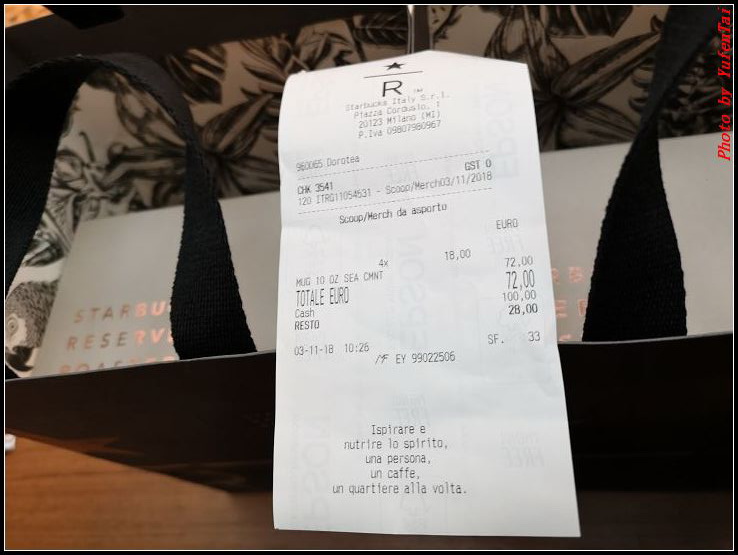 R
Starbucks Italy S.r.l.
Piazza Cordusio, 1
20123 Milano (MI)
P.Iva 09807980967
960065 Dorotea
CHK 3541 GST 0
120 ITRG11054531 - Scoop/Merch03/11/2018
Scoop/Merch da asporto
EURO
4x 18,00 72,00
MUG 10 OZ SEA CMNT
TOTALE EURO 72,00
Cash 100,00
RESTO 28,00
03-11-18 10:26 SF. 33
EY 99022506
Ispirare e
nutrire lo spirito,
una persona,
un caffe,
un quartiere alla volta.
STARBU
RESERV
Photo by YufenTai